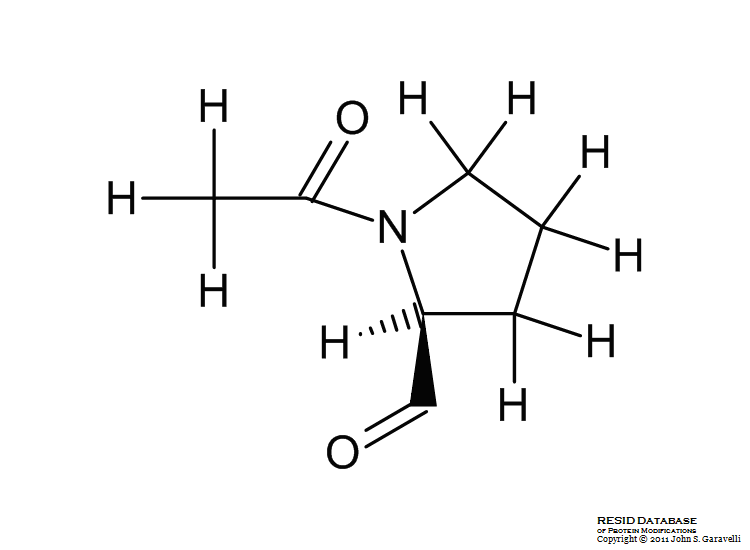 H H H
O
H
H N
H
H
H
H
H
O
RESID DATABASE
of Protein Modifications
Copyright © 2011 John S. Garavelli